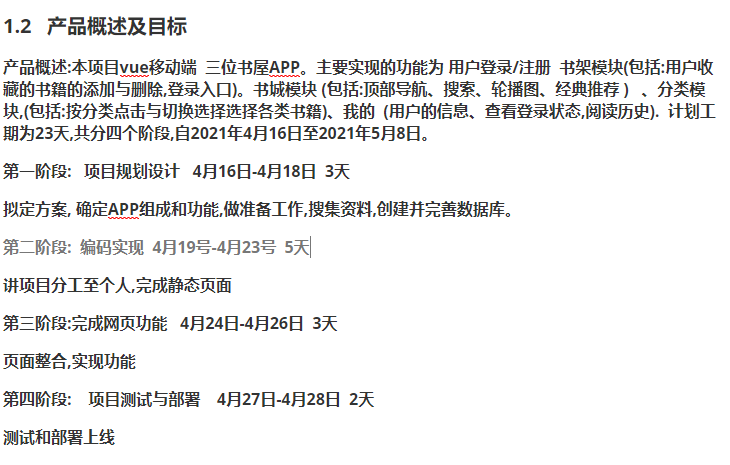 1.2 产品概述及目标
产品概述:本项目vue移动端 三位书屋APP。主要实现的功能为 用户登录/注册 书架模块(包括:用户收
藏的书籍的添加与删除,登录入口)。书城模块 (包括:顶部导航、搜索、轮播图、经典推荐 ) 、分类模
块,(包括:按分类点击与切换选择选择各类书籍)、我的 (用户的信息、查看登录状态,阅读历史). 计划工
期为23天,共分四个阶段,自2021年4月16日至2021年5月8日。
第一阶段: 项目规划设计 4月16日-4月18日 3天
拟定方案, 确定APP组成和功能,做准备工作,搜集资料,创建并完善数据库。
第二阶段: 编码实现 4月19号-4月23号 5天
讲项目分工至个人,完成静态页面
第三阶段:完成网页功能 4月24日-4月26日 3天
页面整合,实现功能
第四阶段: 项目测试与部署 4月27日-4月28日 2天
测试和部署上线